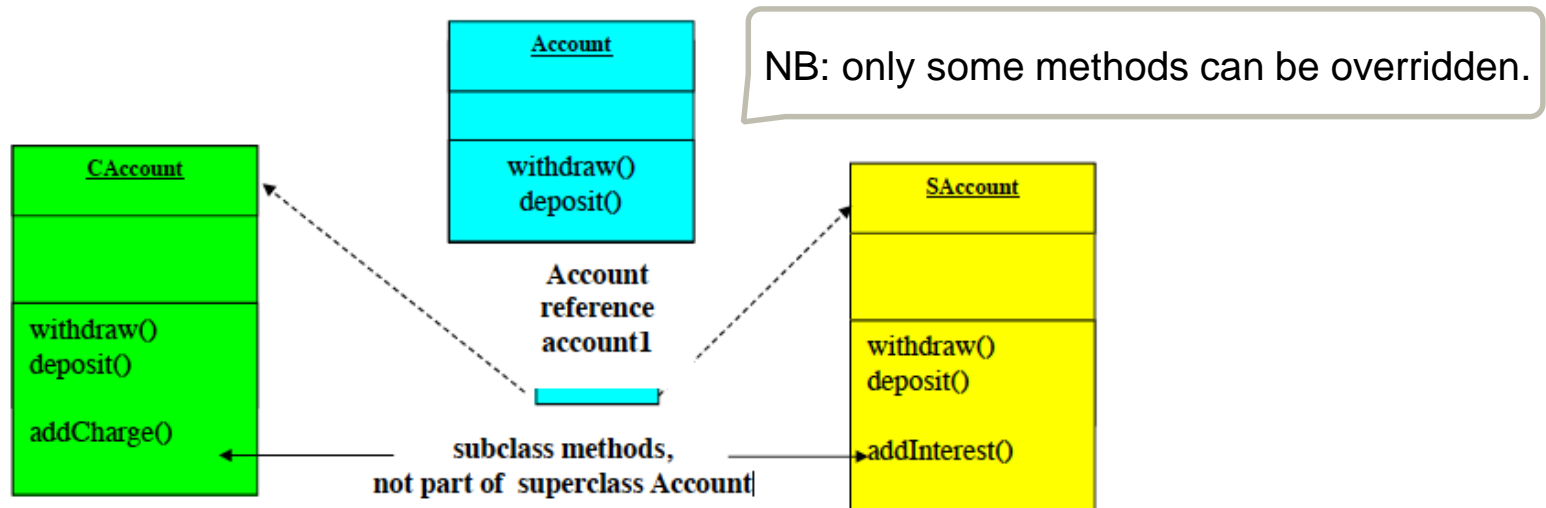 Account
NB: only some methods can be overridden.
withdraw()
deposit()
CAccount
withdraw()
deposit()
addCharge()
SAccount
withdraw()
deposit()
addInterest()
Account
reference
account1
subclass methods,
not part of superclass Account